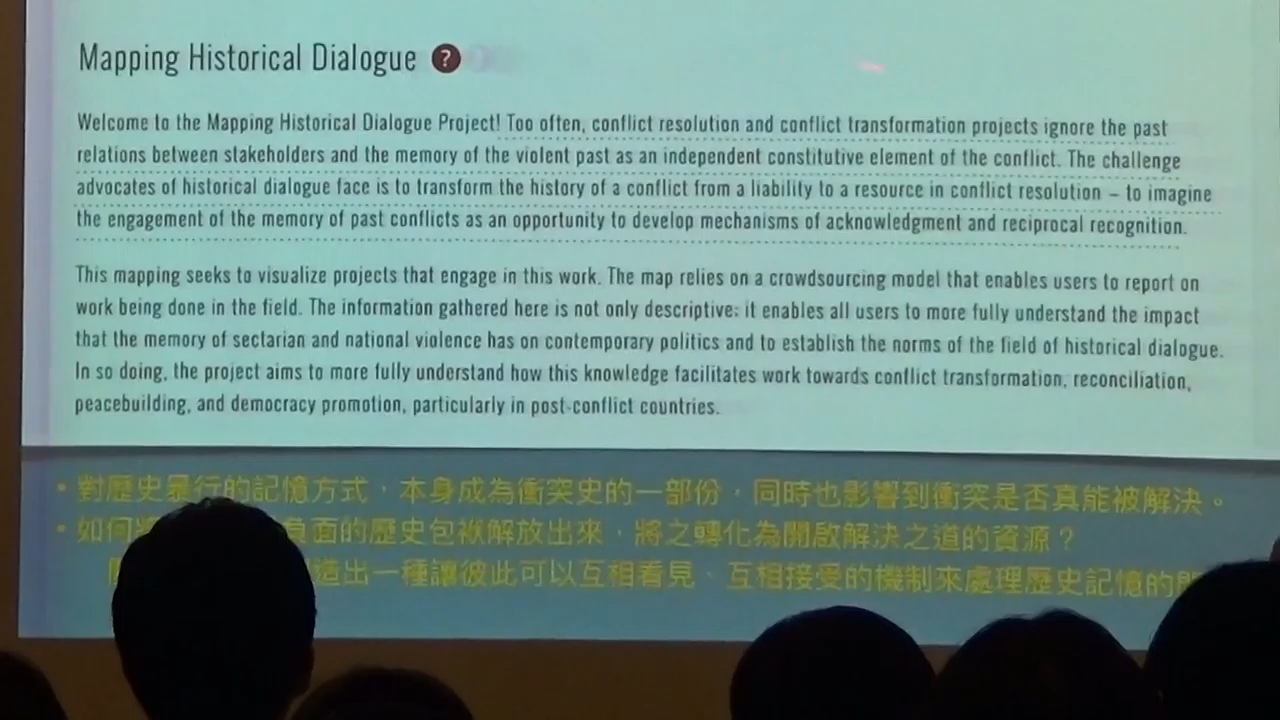 Mapping Historical Dialogue ?
Welcome to the Mapping Historical Dialogue Project! Too often, conflict resolution and conflict transformation projects ignore the past
relations between stakeholders and the memory of the violent past as an independent constitutive element of the conflict. The challenge
advocates of historical dialogue face is to transform the history of a conflict from a liability to a resource in conflict resolution – to imagine
the engagement of the memory of past conflicts as an opportunity to develop mechanisms of acknowledgment and reciprocal recognition.
This mapping seeks to visualize projects that engage in this work. The map relies on a crowdsourcing model that enables users to report on
work being done in the field. The information gathered here is not only descriptive: it enables all users to more fully understand the impact
that the memory of sectarian and national violence has on contemporary politics and to establish the norms of the field of historical dialogue.
In so doing, the project aims to more fully understand how this knowledge facilitates work towards conflict transformation, reconciliation,
peacebuilding, and democracy promotion, particularly in post-conflict countries.
• 對歷史暴行的記憶方式，本身成為衝突史的一部份，同時也影響到衝突是否真能被解決。
• 如何將負面的歷史包袱解放出來，將之轉化為開啟解決之道的資源？
造出一種讓彼此可以互相看見、互相接受的機制來處理歷史記憶的